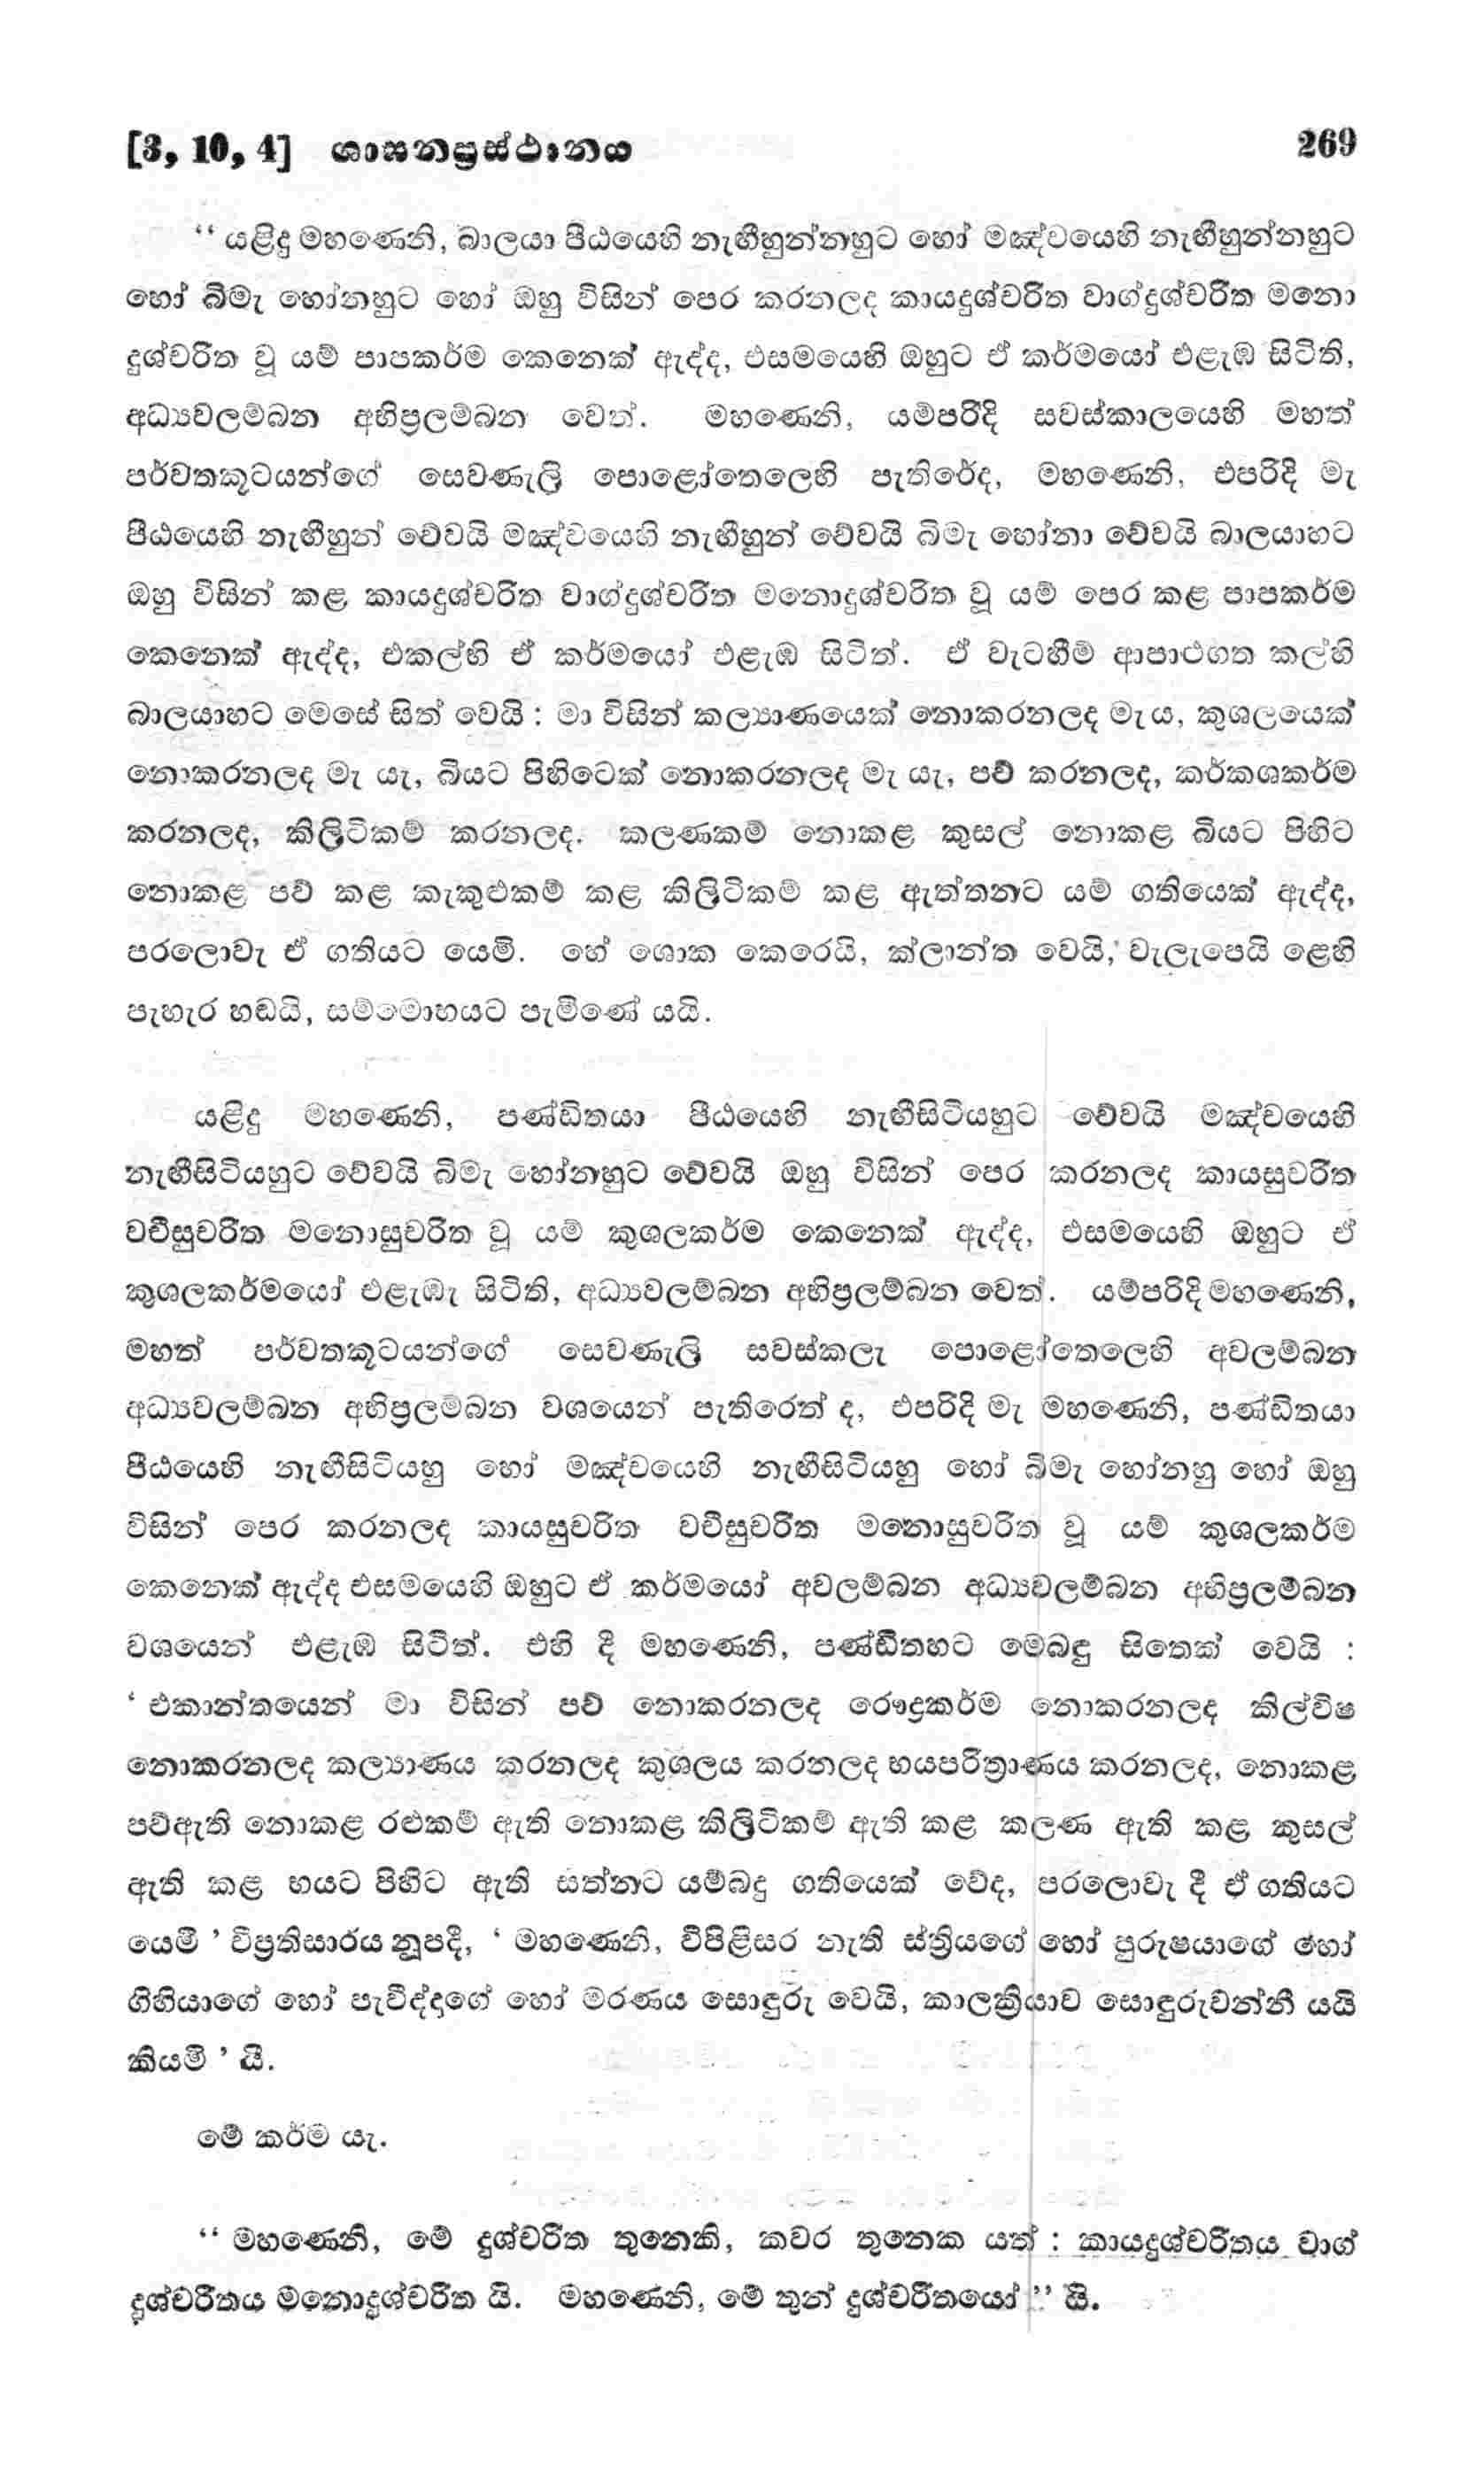 [3, 10, 4] ශාසනප්‍රස්ථානය 269
“ යළිදු මහණෙනි, බාලයා පීඨයෙහි නැඟීහුන්නහුට හෝ මඤ්චයෙහි නැඟීහුන්නහුට
හෝ බිමැ හෝනහුට හෝ ඔහු විසින් පෙර කරනලද කායදුශ්චරිත වාග්දුශ්චරිත මනො
දුශ්චරිත වූ යම් පාපකර්ම කෙනෙක් ඇද්ද, එසමයෙහි ඔහුට ඒ කර්මයෝ එළැඹ සිටිති,
අධ්‍යවලම්බන අභිප්‍රලම්බන වෙත්. මහණෙනි, යම්පරිදි සවස්කාලයෙහි මහත්
පර්වතකූටයන්ගේ සෙවණැලි පොළෝතෙලෙහි පැතිරේද, මහණෙනි, එපරිදි මැ
පීඨයෙහි නැඟීහුන් වේවයි මඤ්චයෙහි නැඟීහුන් වේවයි බිමැ හෝනා වේවයි බාලයාහට
ඔහු විසින් කළ කායදුශ්චරිත වාග්දුශ්චරිත මනොදුශ්චරිත වූ යම් පෙර කළ පාපකර්ම
කෙනෙක් ඇද්ද, එකල්හි ඒ කර්මයෝ එළැඹ සිටිත්. ඒ වැටහීම් ආපාථගත කල්හි
බාලයාහට මෙසේ සිත් වෙයි : මා විසින් කල්‍යාණයෙක් නොකරනලද මැ ය, කුශලයෙක්
නොකරනලද මැ යැ, බියට පිහිටෙක් නොකරනලද මැ යැ, පව් කරනලද, කර්කශකර්ම
කරනලද, කිලිටිකම් කරනලද. කලණකම් නොකළ කුසල් නොකළ බියට පිහිට
නොකළ පව් කළ කැකුළුකම් කළ කිලිටිකම් කළ ඇත්තනට යම් ගතියෙක් ඇද්ද,
පරලොවැ ඒ ගතියට යෙමි. හේ ශොක කෙරෙයි, ක්ලාන්ත වෙයි, වැලැපෙයි ළෙහි
පැහැර හඬයි, සම්මොහයට පැමිණේ යයි.
යළිදු මහණෙනි, පණ්ඩිතයා පීඨයෙහි නැඟීසිටියහුට වේවයි මඤ්චයෙහි
නැඟීසිටියහුට වේවයි බිමැ හෝනහුට වේවයි ඔහු විසින් පෙර කරනලද කායසුචරිත
වචීසුචරිත මනොසුචරිත වූ යම් කුශලකර්ම කෙනෙක් ඇද්ද, එසමයෙහි ඔහුට ඒ
කුශලකර්මයෝ එළැඹැ සිටිති, අධ්‍යවලම්බන අභිප්‍රලම්බන වෙත්. යම්පරිදි මහණෙනි,
මහත් පර්වතකූටයන්ගේ සෙවණැලි සවස්කලැ පොළෝතෙලෙහි අවලම්බන
අධ්‍යවලම්බන අභිප්‍රලම්බන වශයෙන් පැතිරෙත් ද, එපරිදි මැ මහණෙනි, පණ්ඩිතයා
පීඨයෙහි නැඟීසිටියහු හෝ මඤ්චයෙහි නැඟීසිටියහු හෝ බිමැ හෝනහු හෝ ඔහු
විසින් පෙර කරනලද කායසුචරිත වචීසුචරිත මනොසුචරිත වූ යම් කුශලකර්ම
කෙනෙක් ඇද්ද එසමයෙහි ඔහුට ඒ කර්මයෝ අවලම්බන අධ්‍යවලම්බන අභිප්‍රලම්බන
වශයෙන් එළැඹ සිටිත්. එහි දී මහණෙනි, පණ්ඩිතහට මෙබඳු සිතෙක් වෙයි :
‘ එකාන්තයෙන් මා විසින් පව් නොකරනලද රෞද්‍රකර්ම නොකරනලද කිල්විෂ
නොකරනලද කල්‍යාණය කරනලද කුශලය කරනලද භයපරිත්‍රාණය කරනලද, නොකළ
පව්ඇති නොකළ රළුකම් ඇති නොකළ කිලිටිකම් ඇති කළ කලණ ඇති කළ කුසල්
ඇති කළ භයට පිහිට ඇති සත්නට යම්බඳු ගතියෙක් වේද, පරලොවැ දී ඒ ගතියට
යෙමි ’ විප්‍රතිසාරය නූපදී, ‘ මහණෙනි, විපිළිසර නැති ස්ත්‍රියගේ හෝ පුරුෂයාගේ හෝ
ගිහියාගේ හෝ පැවිද්දාගේ හෝ මරණය සොඳුරු වෙයි, කාලක්‍රියාව සොඳුරුවන්නී යයි
කියමි ’ යි.
මේ කර්ම යැ.
“ මහණෙනි, මේ දුශ්චරිත තුනෙකි, කවර තුනෙක යත් : කායදුශ්චරිතය වාග්
දුශ්චරිතය මනොදුශ්චරිත යි. මහණෙනි, මේ තුන් දුශ්චරිතයෝ ” යි.